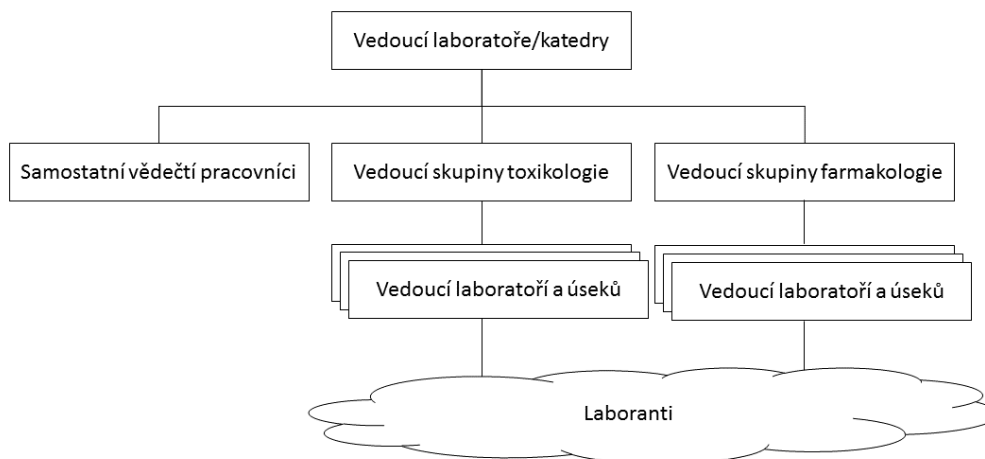 Vedoucí laboratoře/katedry
Samostatní vědečtí pracovníci
Vedoucí skupiny toxikologie
Vedoucí skupiny farmakologie
Vedoucí laboratoří a úseků
Vedoucí laboratoří a úseků
Laboranti